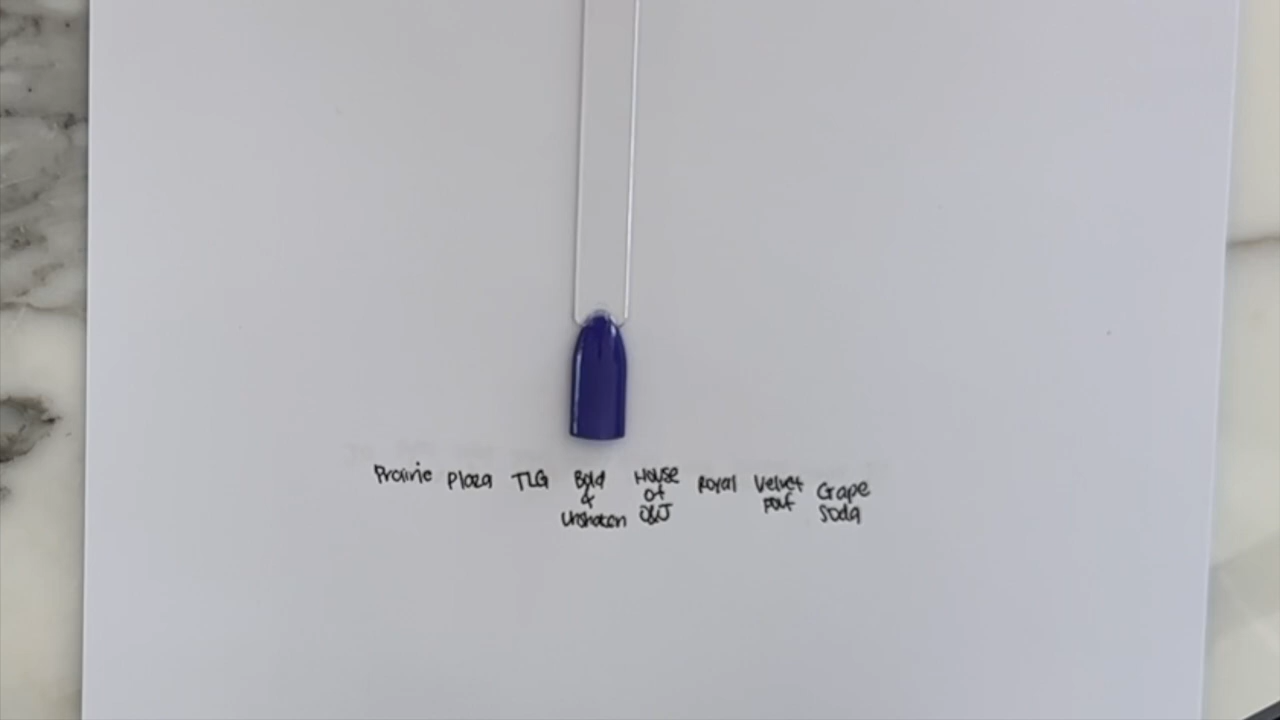 Prairie
Plaza
TLG
Bold
&
Unshaken
House
of
J&J
Royal
Velvet
Pouf
Grape
Soda